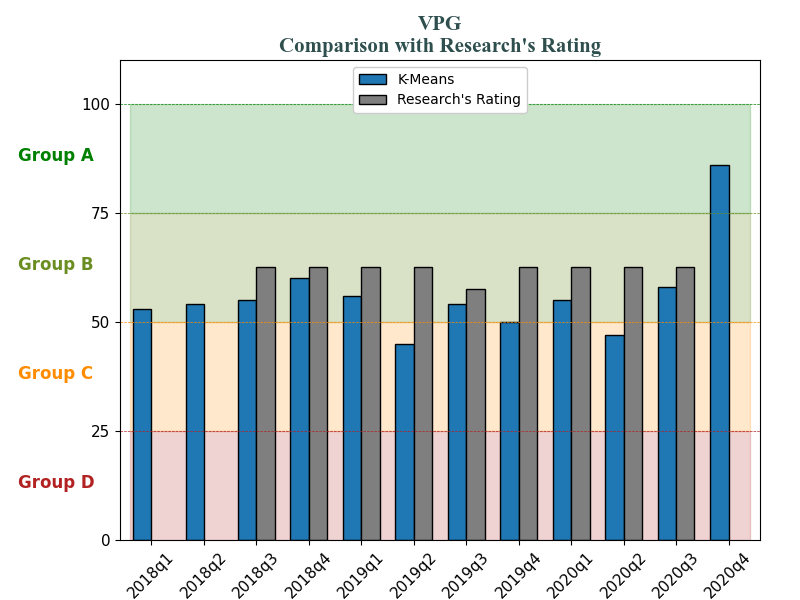 VPG
Comparison with Research's Rating
K-Means
Research's Rating
100
Group A
75
Group B
50
Group C
25
Group D
0
2018q1
2018q2
2018q3
2018q4
2019q1
2019q2
2019q3
2019q4
2020q1
2020q2
2020q3
2020q4